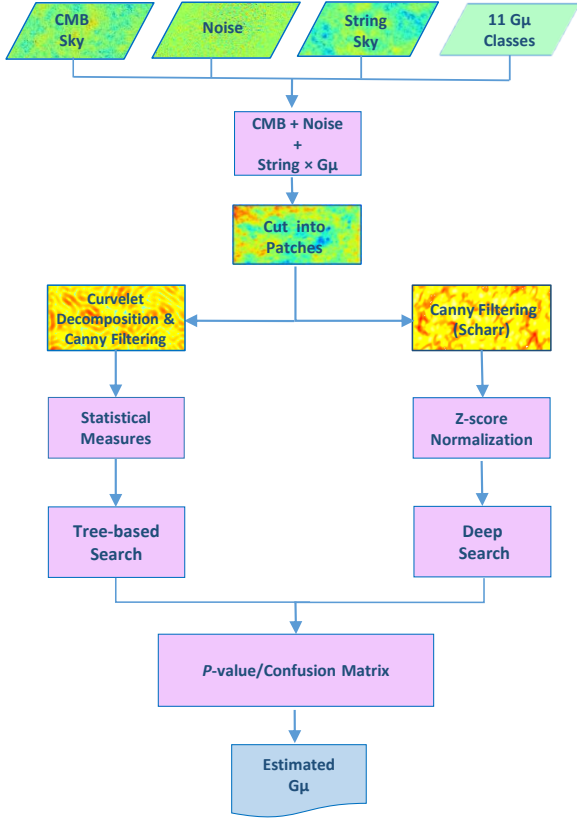 CMB
Sky
Noise
String
Sky
11 Gµ
Classes
CMB + Noise
+
String × Gµ
Cut into
Patches
Curvelet
Decomposition &
Canny Filtering
Canny Filtering
(Scharr)
Statistical
Measures
Z-score
Normalization
Tree-based
Search
Deep
Search
P-value/Confusion Matrix
Estimated
Gµ